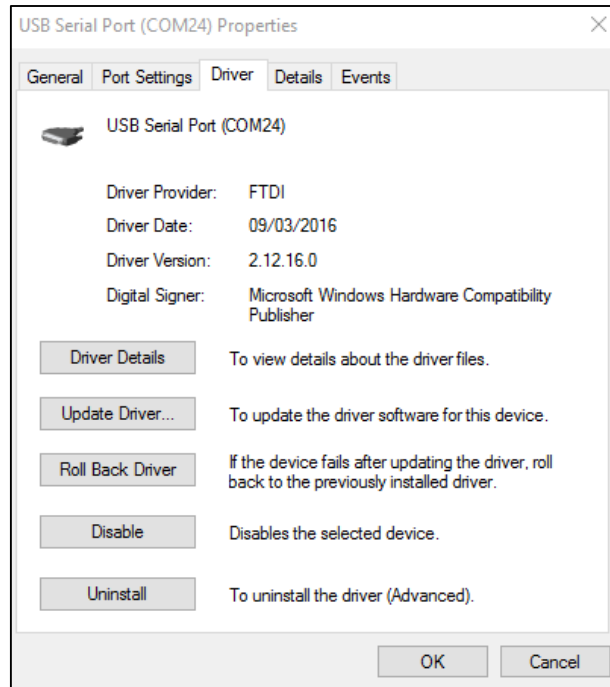 USB Serial Port (COM24) Properties
General Port Settings Driver Details Events
USB Serial Port (COM24)
Driver Provider: FTDI
Driver Date: 09/03/2016
Driver Version: 2.12.16.0
Digital Signer: Microsoft Windows Hardware Compatibility
Publisher
Driver Details To view details about the driver files.
Update Driver... To update the driver software for this device.
Roll Back Driver If the device fails after updating the driver, roll
back to the previously installed driver.
Disable Disables the selected device.
Uninstall To uninstall the driver (Advanced).
OK Cancel